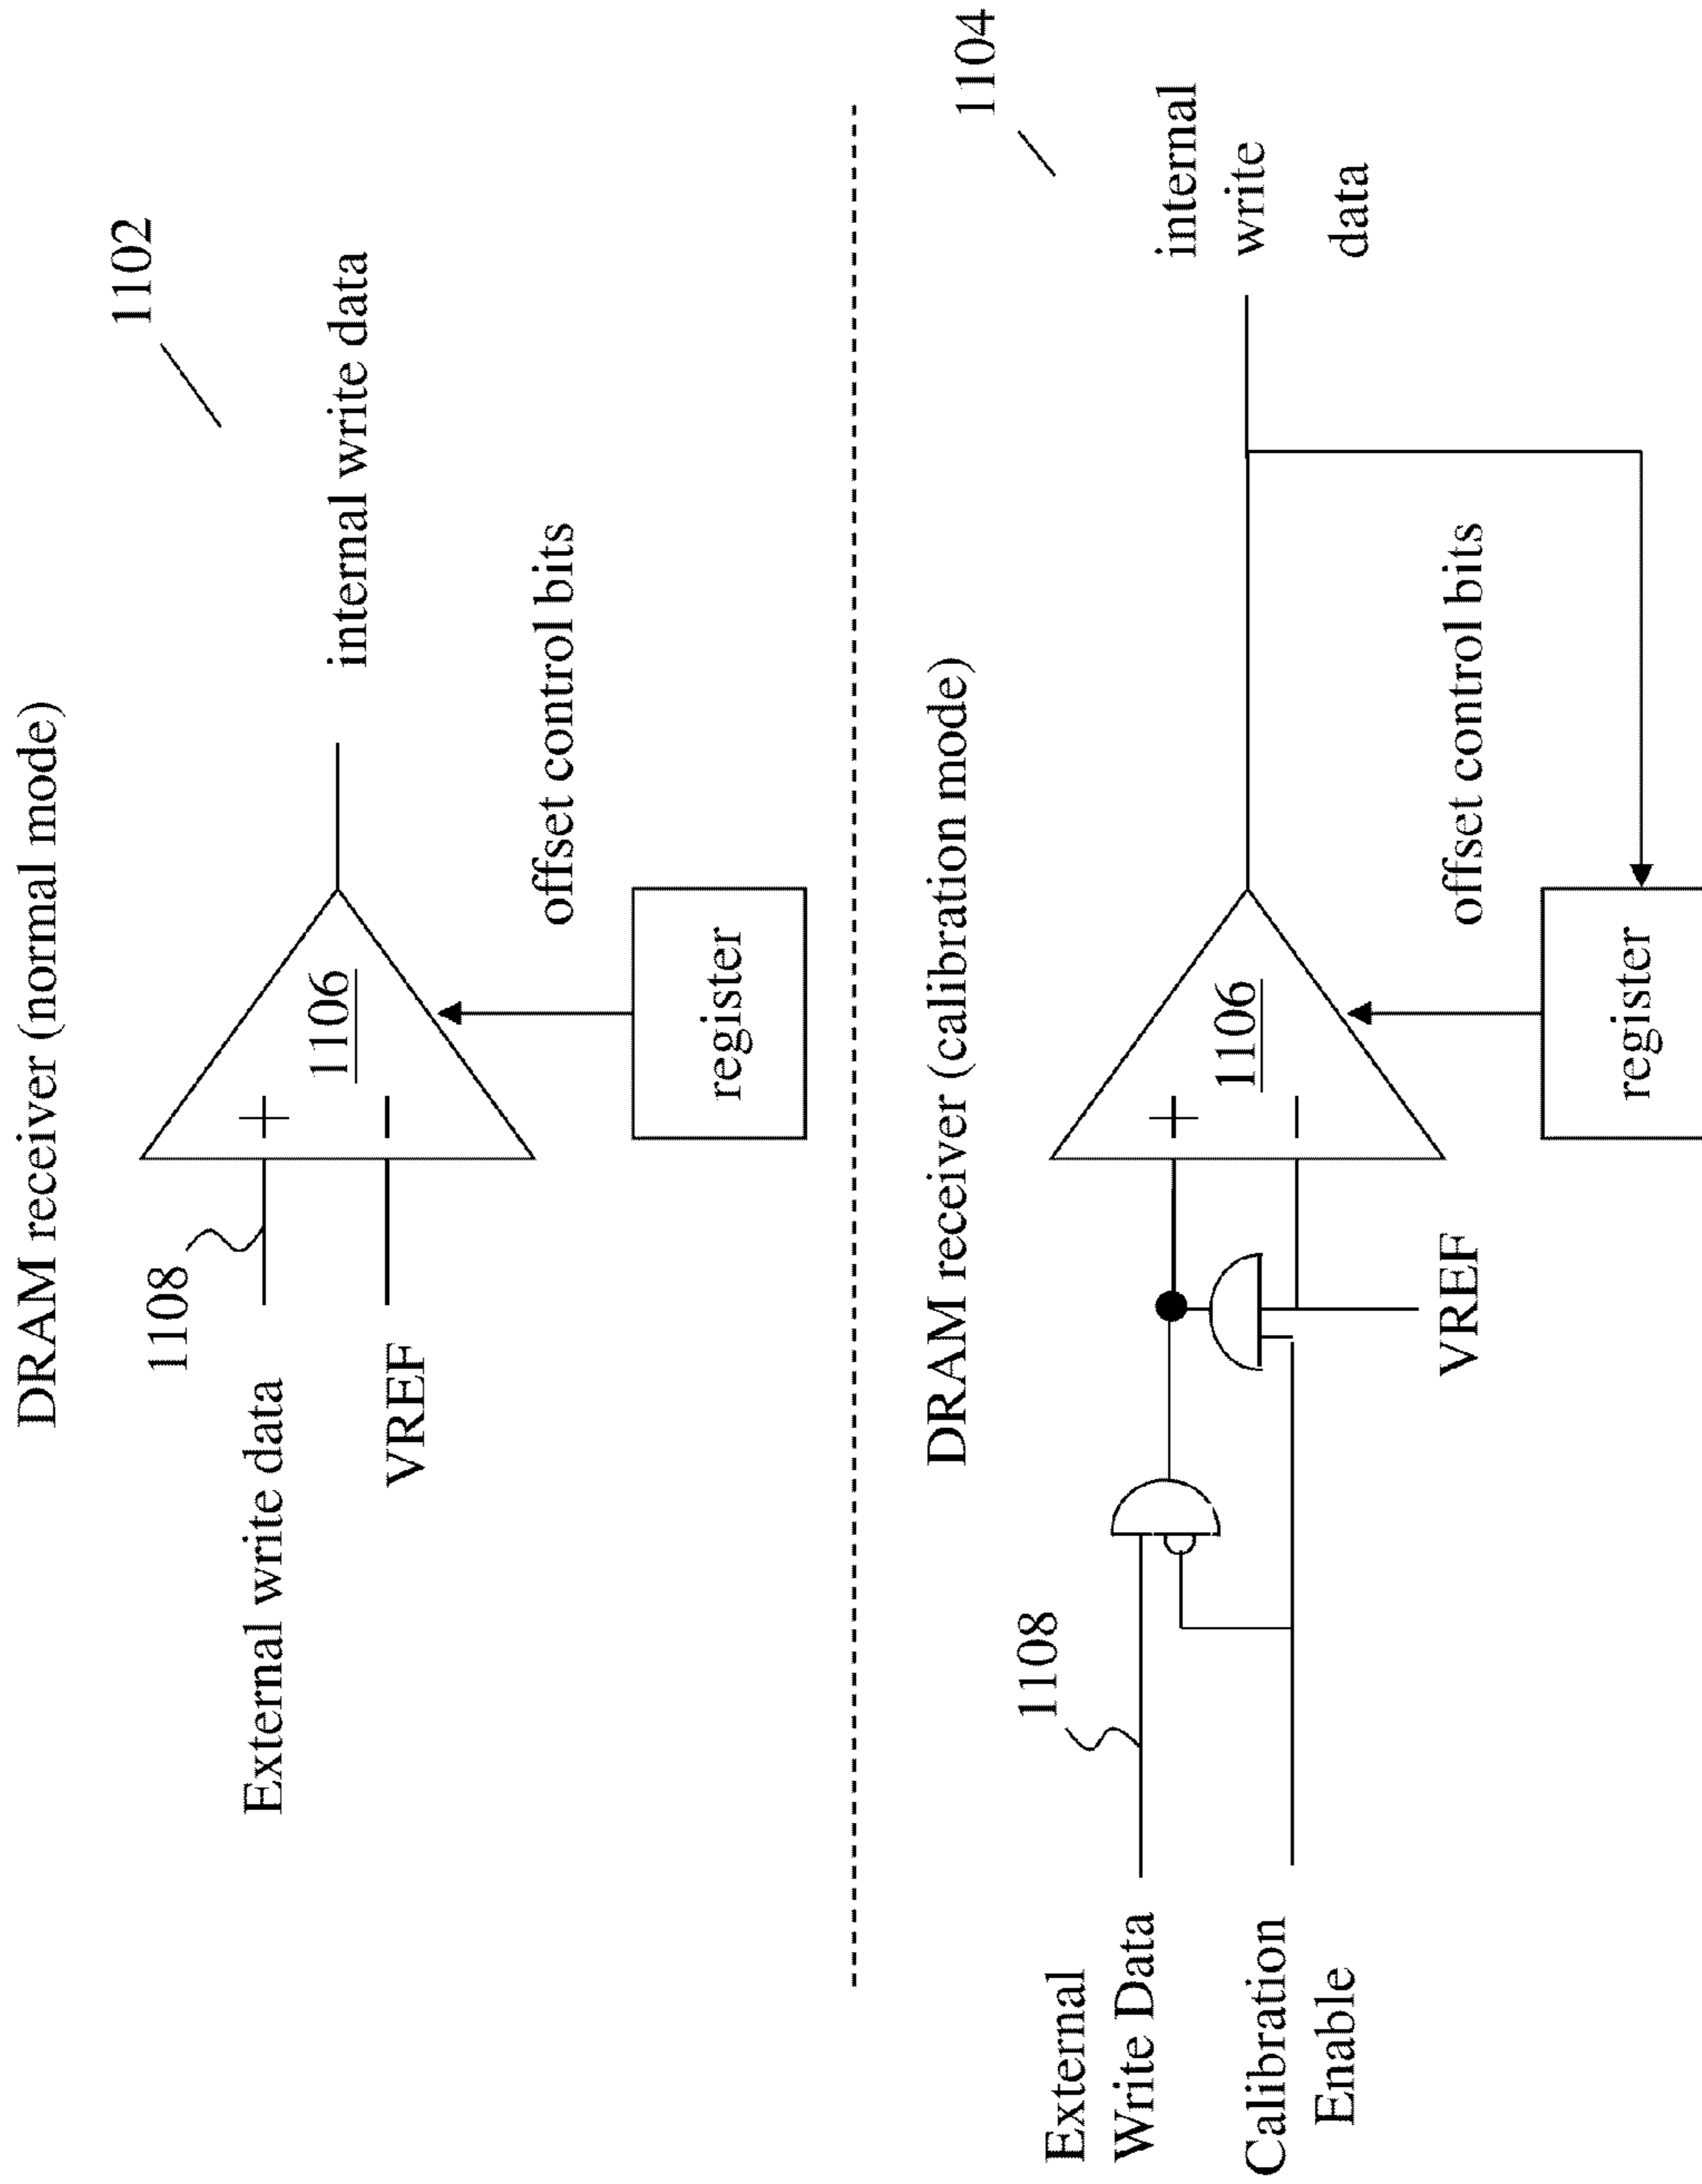 DRAM receiver (normal mode)
1102
1108
External write data
+
1106
internal write data
VREF
−
offset control bits
register
DRAM receiver (calibration mode)
1104
1108
External
Write Data
+
1106
internal
write
data
Calibration
Enable
−
VREF
offset control bits
register